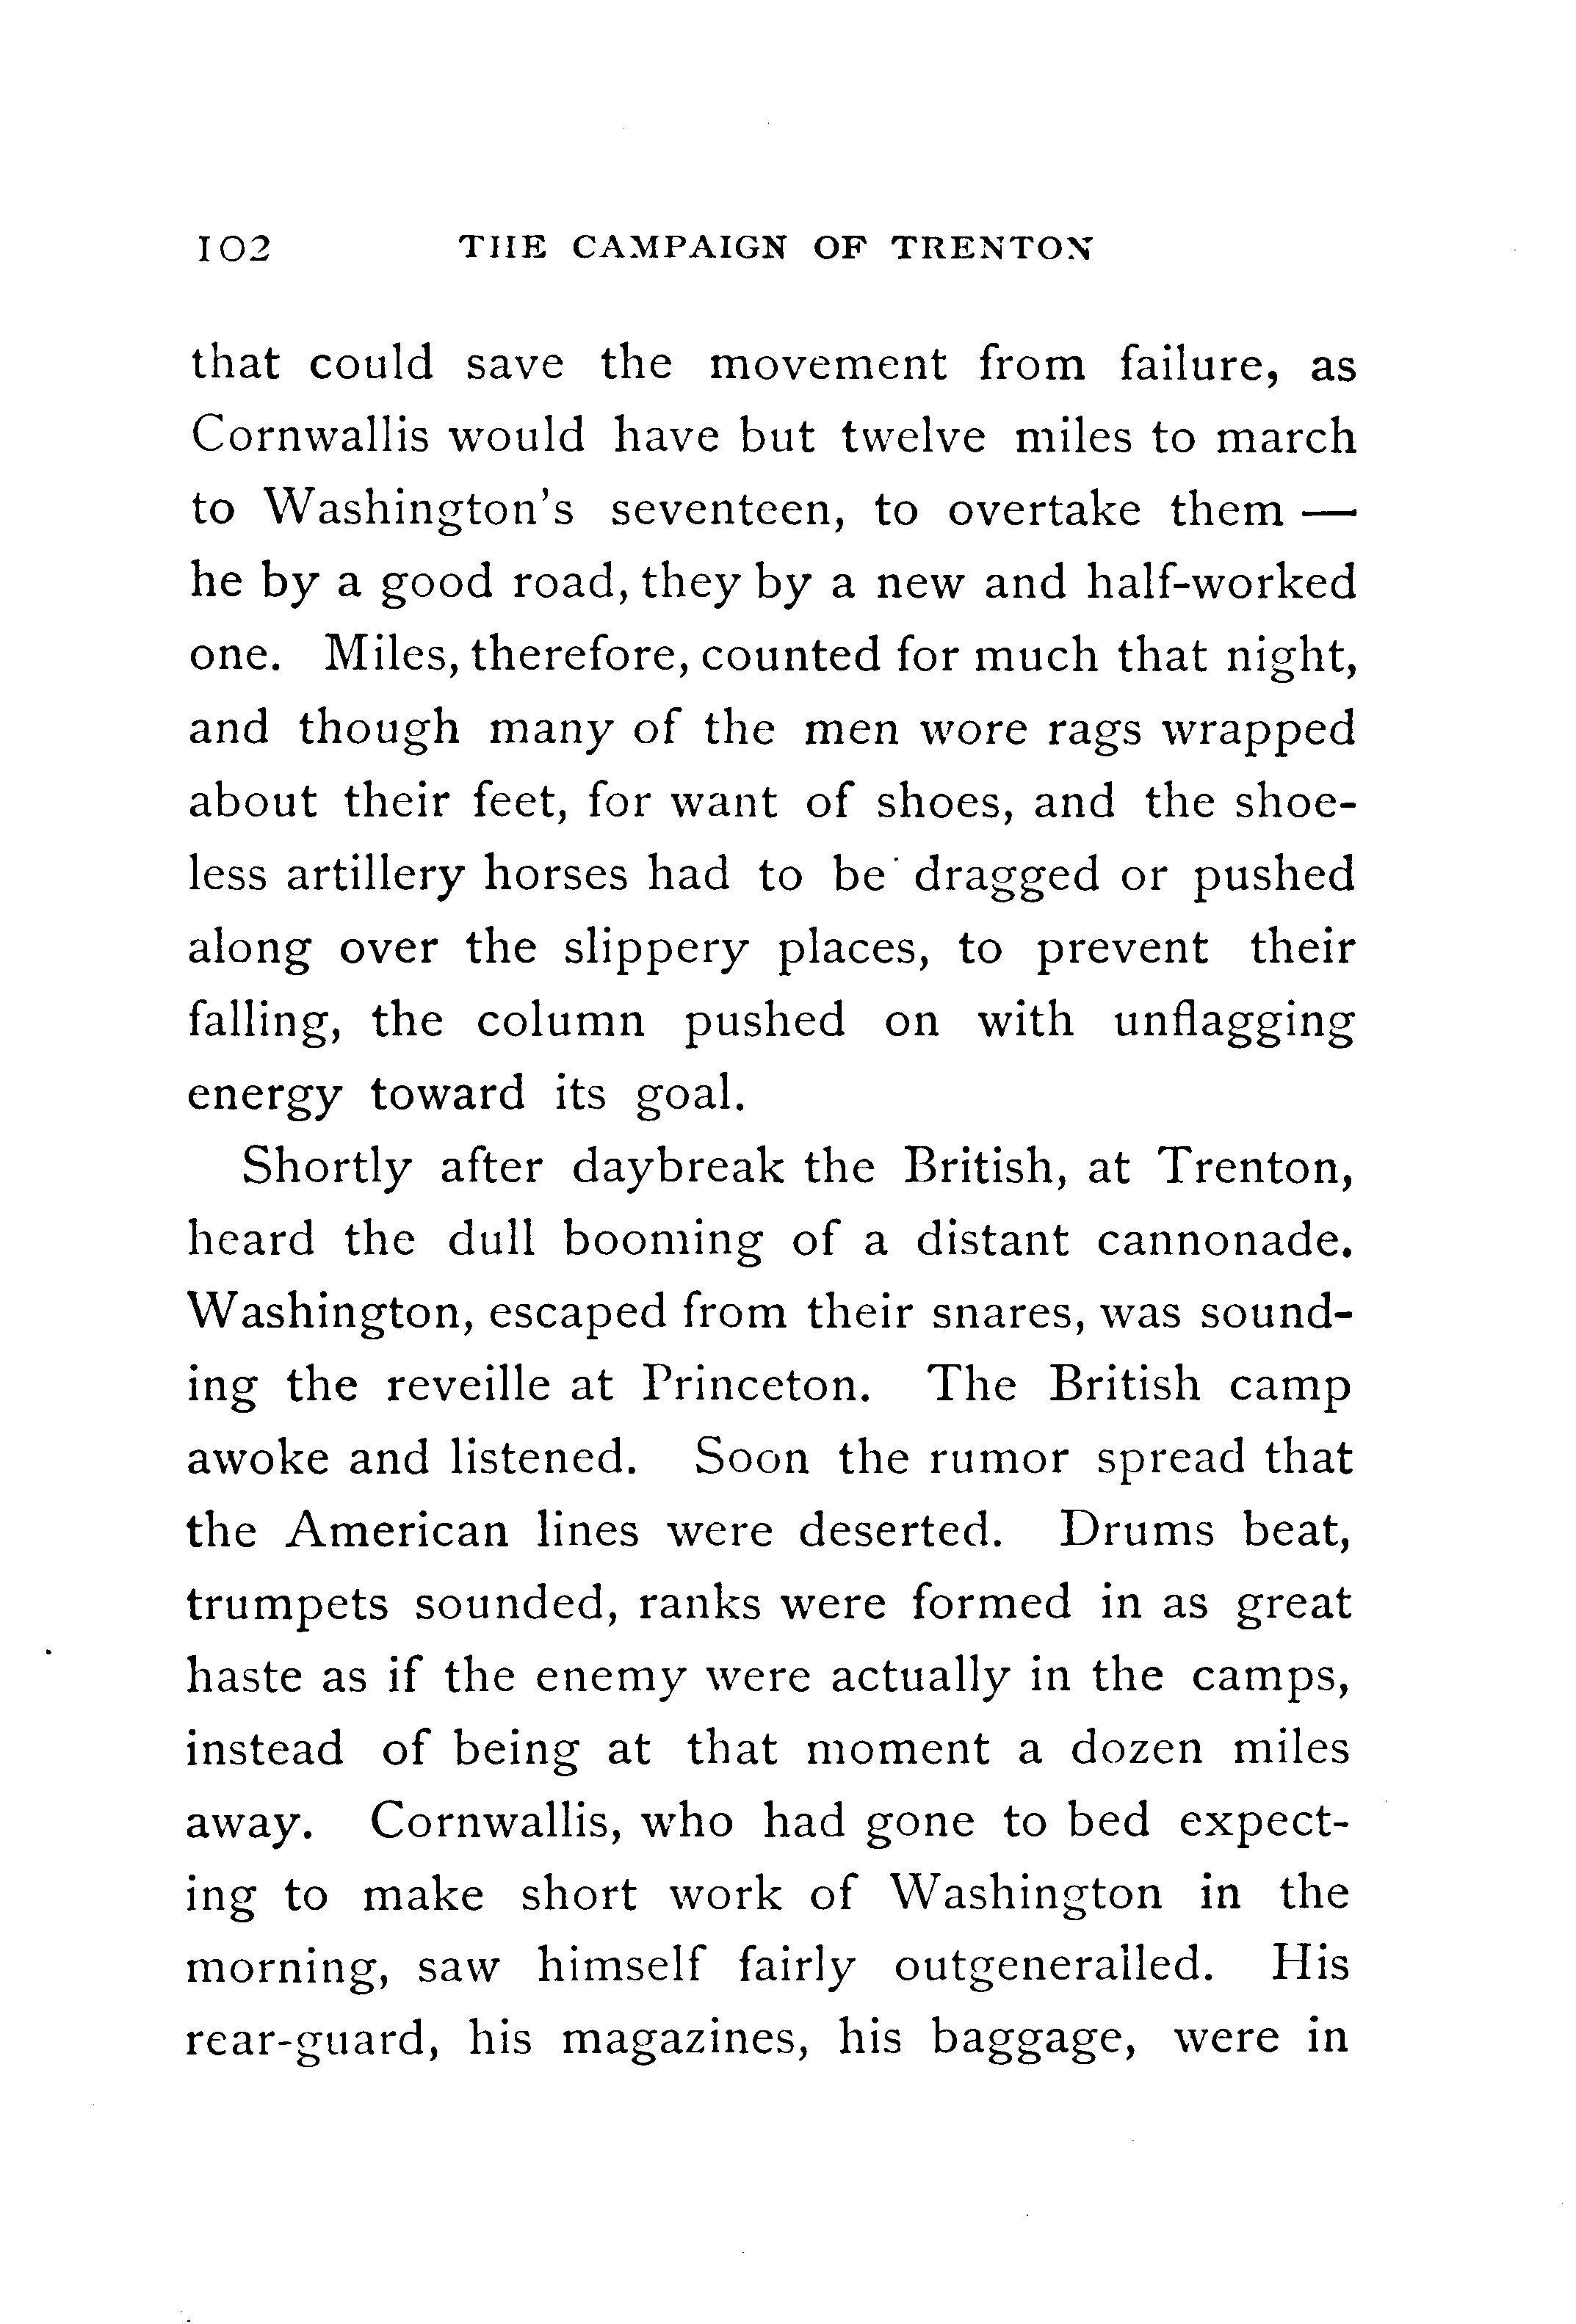 102 THE CAMPAIGN OF TRENTON
that could save the movement from failure, as
Cornwallis would have but twelve miles to march
to Washington's seventeen, to overtake them —
he by a good road, they by a new and half-worked
one. Miles, therefore, counted for much that night,
and though many of the men wore rags wrapped
about their feet, for want of shoes, and the shoe-
less artillery horses had to be dragged or pushed
along over the slippery places, to prevent their
falling, the column pushed on with unflagging
energy toward its goal.
Shortly after daybreak the British, at Trenton,
heard the dull booming of a distant cannonade.
Washington, escaped from their snares, was sound-
ing the reveille at Princeton. The British camp
awoke and listened. Soon the rumor spread that
the American lines were deserted. Drums beat,
trumpets sounded, ranks were formed in as great
haste as if the enemy were actually in the camps,
instead of being at that moment a dozen miles
away. Cornwallis, who had gone to bed expect-
ing to make short work of Washington in the
morning, saw himself fairly outgeneralled. His
rear-guard, his magazines, his baggage, were in